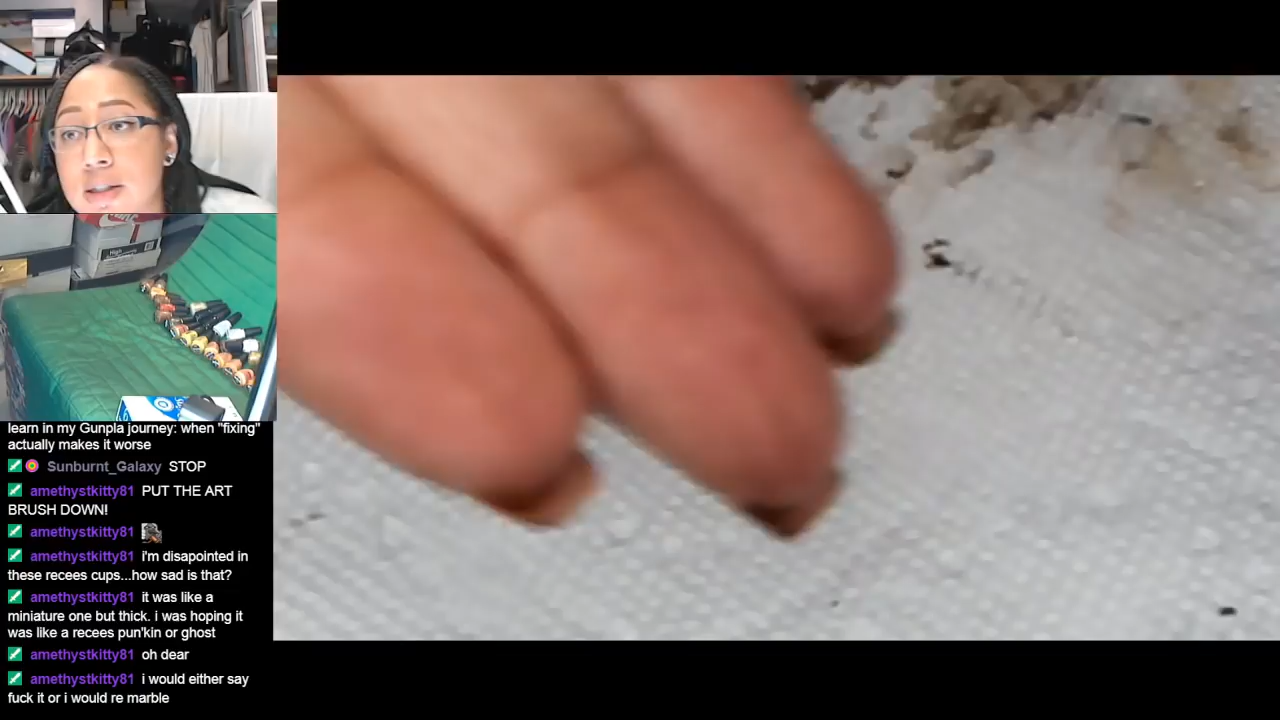 learn in my Gunpla journey: when "fixing"
actually makes it worse
Sunburnt_Galaxy STOP
amethystkitty81 PUT THE ART
BRUSH DOWN!
amethystkitty81
amethystkitty81 i'm disapointed in
these recees cups...how sad is that?
amethystkitty81 it was like a
miniature one but thick. i was hoping it
was like a recees pun'kin or ghost
amethystkitty81 oh dear
amethystkitty81 i would either say
fuck it or i would re marble